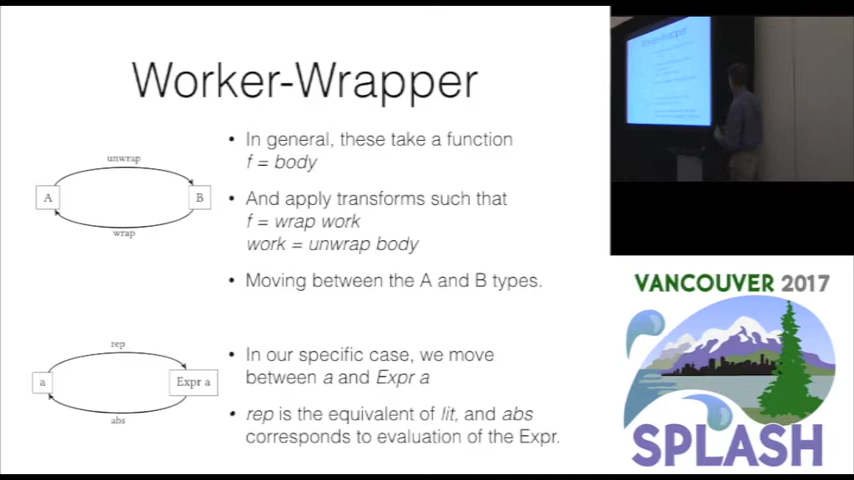 Worker-Wrapper
unwrap
A
B
wrap
• In general, these take a function
f = body
• And apply transforms such that
f = wrap work
work = unwrap body
• Moving between the A and B types.
rep
a
Expr a
abs
• In our specific case, we move
between a and Expr a
• rep is the equivalent of lit, and abs
corresponds to evaluation of the Expr.
Worker-Wrapper
VANCOUVER 2017
SPLASH